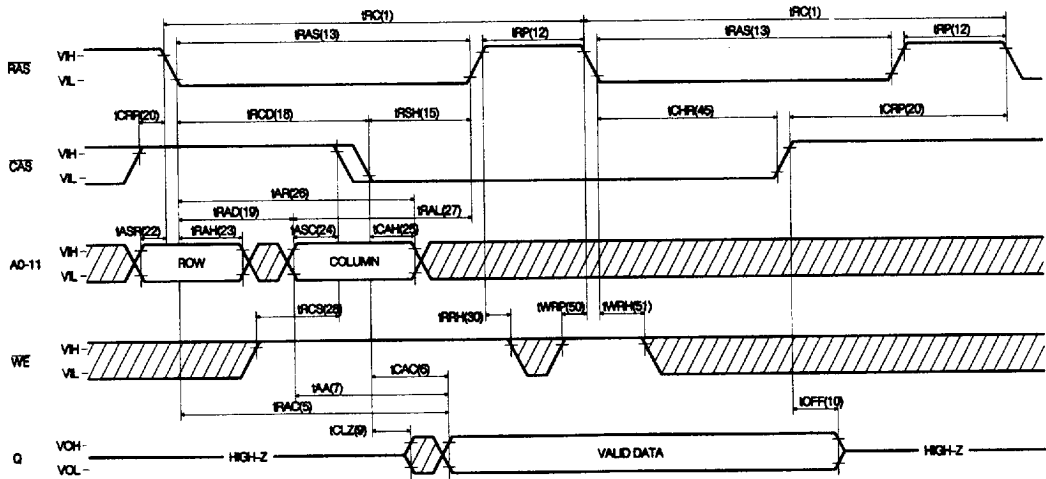 tRC(1) tRC(1)
tRAS(13) tRP(12) tRAS(13) tRP(12)
RAS VIH– VIL–
tCRP(20) tRCD(18) tRSH(15) tCHR(46) tCRP(20)
CAS VIH– VIL–
tAR(26)
tRAD(19) tRAL(27)
tASR(22) tRAH(23) tASC(24) tCAH(25)
A0-11 VIH– VIL– ROW COLUMN
tRCS(28) tRRH(30) tWRP(50) tWRH(51)
WE VIH– VIL–
tCAC(6)
tAA(7)
tRAC(5) tOFF(10)
tCLZ(9)
Q VOH– VOL– HIGH-Z VALID DATA HIGH-Z